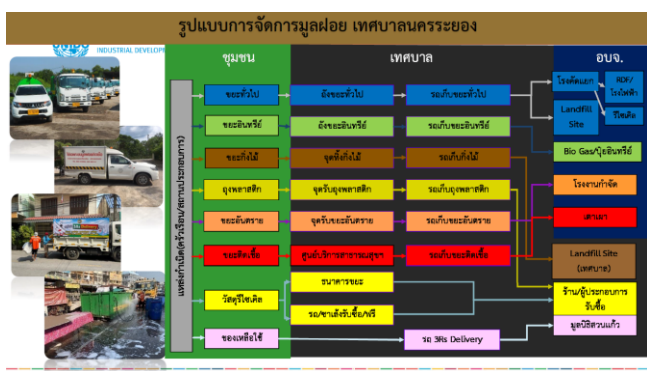 รูปแบบการจัดการมูลฝอย เทศบาลนครระยอง
INDUSTRIAL DEVELOP
ชุมชน
เทศบาล
อบจ.
แหล่งกำเนิด(ครัวเรือน/สถานประกอบการ)
ขยะทั่วไป
ถังขยะทั่วไป
รถเก็บขยะทั่วไป
โรงคัดแยก
RDF/
โรงไฟฟ้า
รีไซเคิล
Landfill
Site
ขยะอินทรีย์
ถังขยะอินทรีย์
รถเก็บขยะอินทรีย์
Bio Gas/ปุ๋ยอินทรีย์
ขยะกิ่งไม้
จุดทิ้งกิ่งไม้
รถเก็บกิ่งไม้
ถุงพลาสติก
จุดรับถุงพลาสติก
รถเก็บถุงพลาสติก
โรงงานกำจัด
ขยะอันตราย
จุดรับขยะอันตราย
รถเก็บขยะอันตราย
เตาเผา
ขยะติดเชื้อ
ศูนย์บริการสาธารณสุขฯ
รถเก็บขยะติดเชื้อ
Landfill Site
(เทศบาล)
วัสดุรีไซเคิล
ธนาคารขยะ
รถ/ซาเล้งรับซื้อ/ฟรี
ร้าน/ผู้ประกอบการ
รับซื้อ
ของเหลือใช้
รถ 3Rs Delivery
มูลนิธิสวนแก้ว